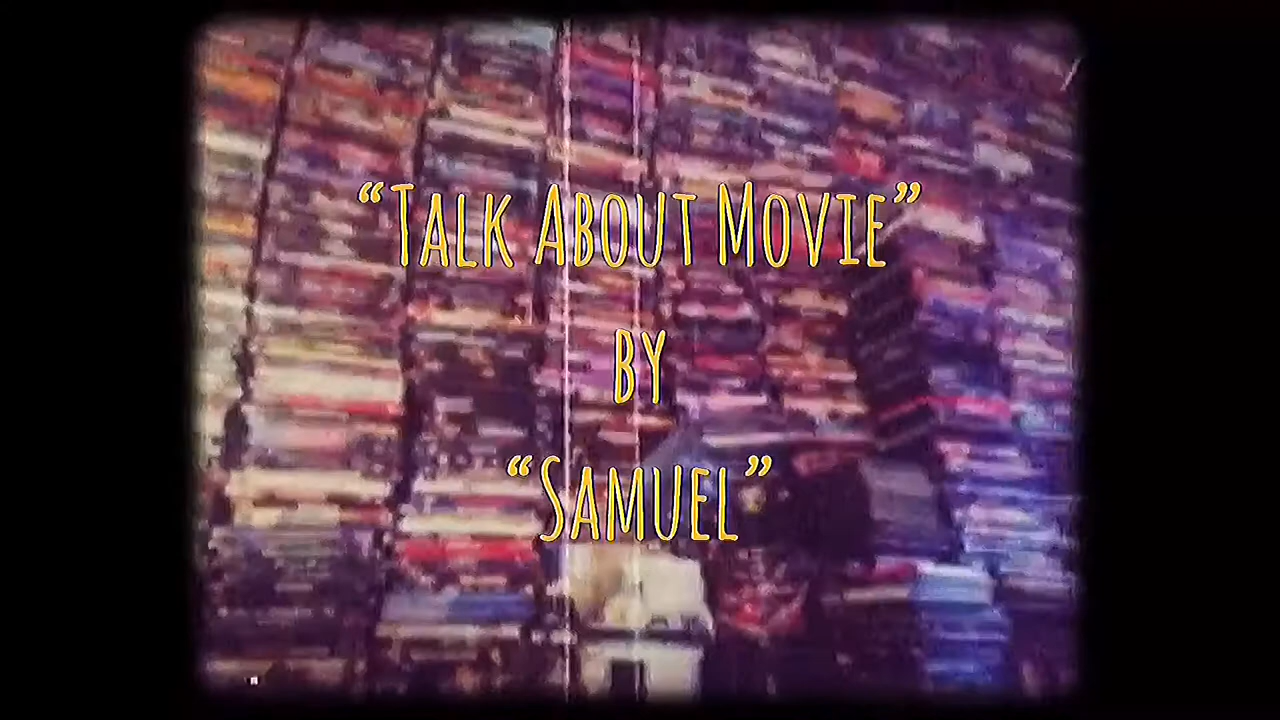 “Talk About Movie”
by
“Samuel”